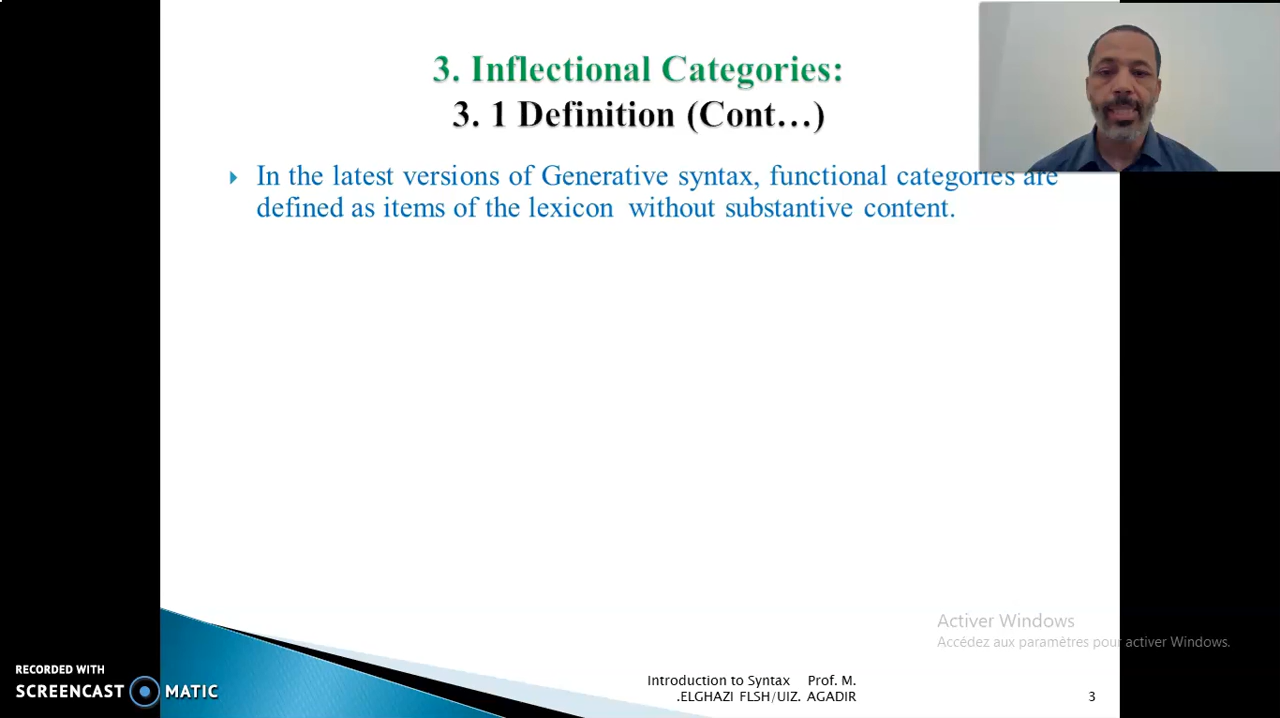 3. Inflectional Categories:
3. 1 Definition (Cont…)
In the latest versions of Generative syntax, functional categories are
defined as items of the lexicon without substantive content.
Activer Windows
Accédez aux paramètres pour activer Windows.
RECORDED WITH
SCREENCAST MATIC
Introduction to Syntax Prof. M.
.ELGHAZI FLSH/UIZ. AGADIR
3